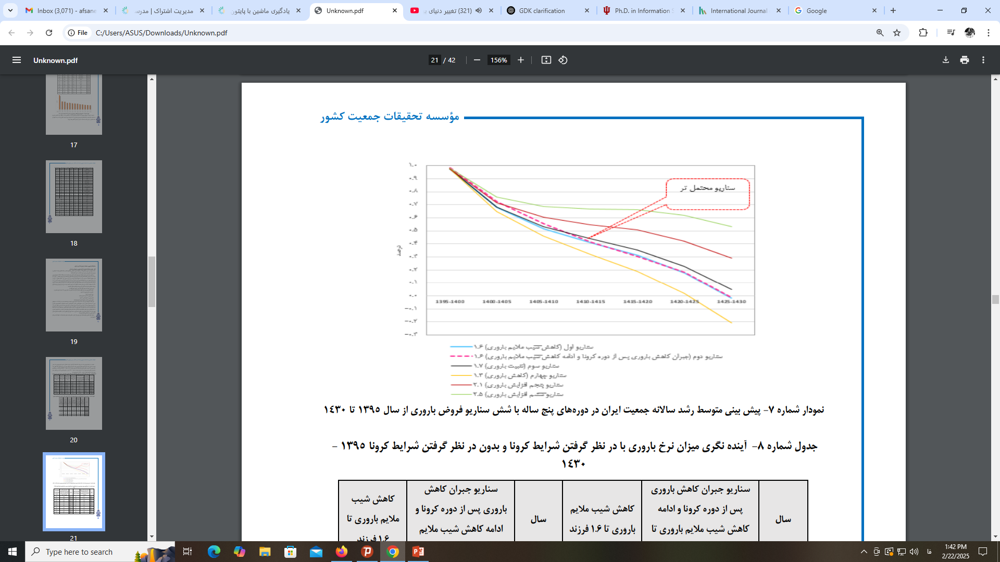 Inbox (3,071) - afsane
مدیریت اشتراک | مدرس
یادگیری ماشین با پایتون
Unknown.pdf
(321) تغییر دنیای
GDK clarification
Ph.D. in Information S
International Journal
Google
File
C:/Users/ASUS/Downloads/Unknown.pdf
Unknown.pdf
21 / 42
156%
17
18
19
20
21
مؤسسه تحقیقات جمعیت کشور
۱.۰
۰.۹
۰.۸
۰.۷
۰.۶
۰.۵
۰.۴
۰.۳
۰.۲
۰.۱
۰.۰
−۰.۱
−۰.۲
−۰.۳
درصد
سناریو محتمل تر
1395-1400 1400-1405 1405-1410 1410-1415 1415-1420 1420-1425 1425-1430
سناریو اول (کاهش شیب ملایم باروری) ۱.۶
سناریو دوم (جبران کاهش باروری پس از دوره کرونا و ادامه کاهش شیب ملایم باروری) ۱.۶
سناریو سوم (تثبیت باروری) ۱.۷
سناریو چهارم (کاهش باروری) ۱.۳
سناریو پنجم افزایش باروری) ۲.۱
سناریو ششم افزایش باروری) ۲.۵
نمودار شماره ۷- پیش بینی متوسط رشد سالانه جمعیت ایران در دوره‌های پنج ساله با شش سناریو فروض باروری از سال ۱۳۹۵ تا ۱۴۳۰
جدول شماره ۸- آینده نگری میزان نرخ باروری با در نظر گرفتن شرایط کرونا و بدون در نظر گرفتن شرایط کرونا ۱۳۹۵ -
۱۴۳۰
سال
سناریو جبران کاهش باروری
پس از دوره کرونا و ادامه
کاهش شیب ملایم باروری تا
کاهش شیب ملایم
باروری تا ۱.۶ فرزند
سال
سناریو جبران کاهش
باروری پس از دوره کرونا و
ادامه کاهش شیب ملایم
کاهش شیب
ملایم باروری تا
۱.۶ فرزند
Type here to search
فا
1:42 PM
2/22/2025